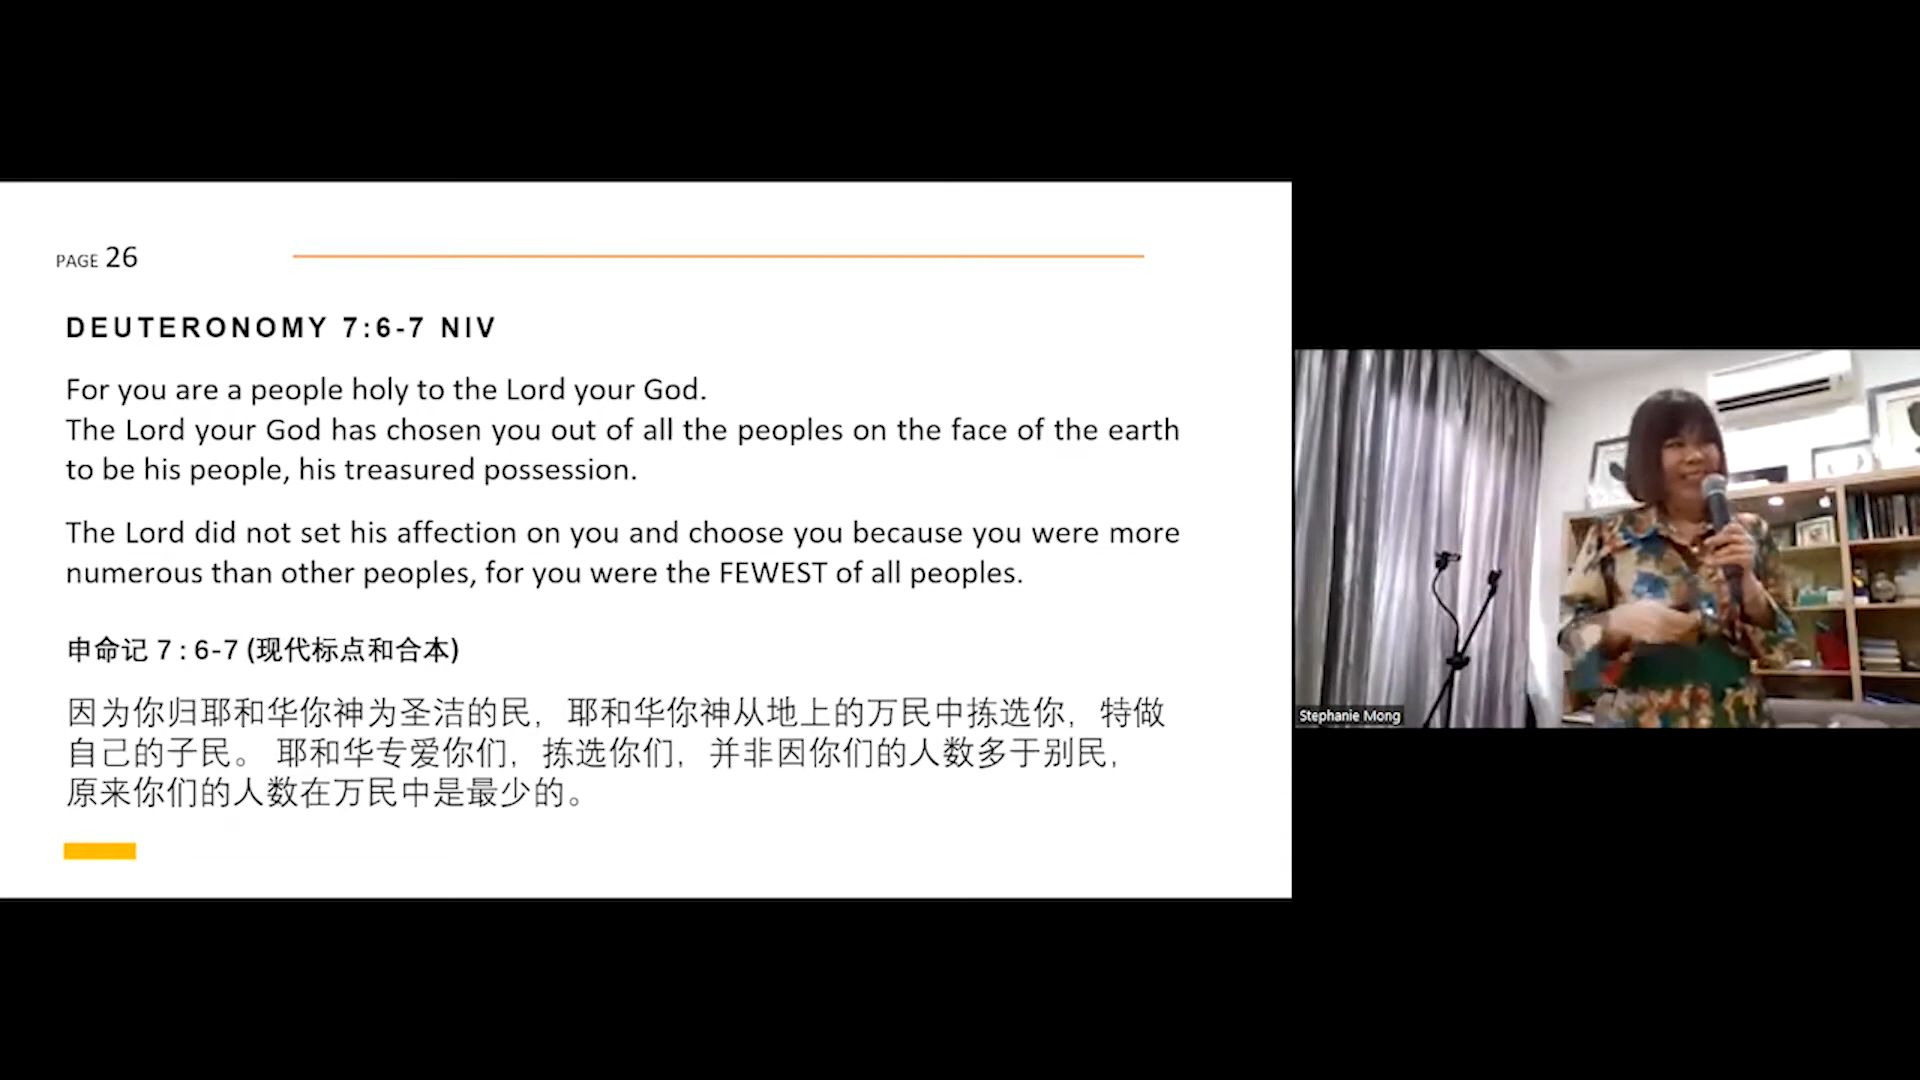 PAGE 26
DEUTERONOMY 7:6-7 NIV
For you are a people holy to the Lord your God.
The Lord your God has chosen you out of all the peoples on the face of the earth
to be his people, his treasured possession.
The Lord did not set his affection on you and choose you because you were more
numerous than other peoples, for you were the FEWEST of all peoples.
申命记 7 : 6-7 (现代标点和合本)
因为你归耶和华你神为圣洁的民，耶和华你神从地上的万民中拣选你，特做
自己的子民。 耶和华专爱你们，拣选你们，并非因你们的人数多于别民，
原来你们的人数在万民中是最少的。
Stephanie Mong